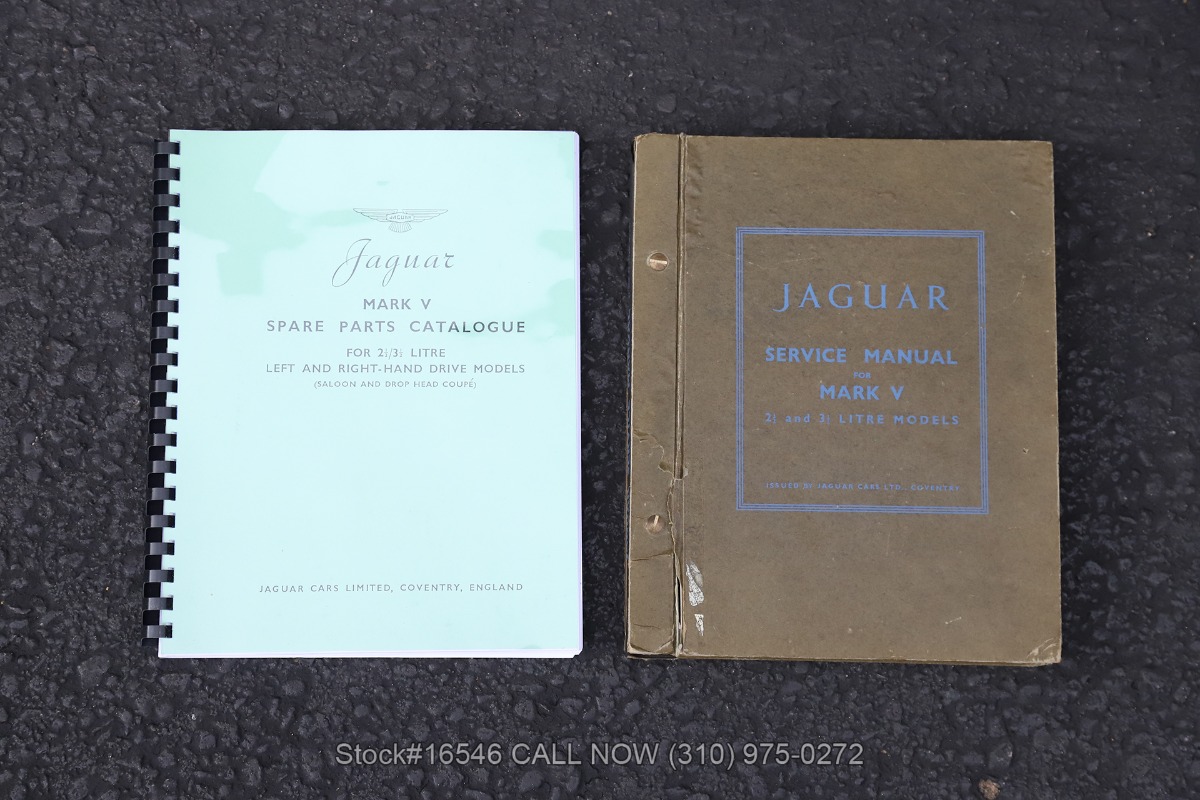 JAGUAR
Jaguar
MARK V
SPARE PARTS CATALOGUE
FOR 2½/3½ LITRE
LEFT AND RIGHT-HAND DRIVE MODELS
(SALOON AND DROP HEAD COUPÉ)
JAGUAR CARS LIMITED, COVENTRY, ENGLAND
JAGUAR
SERVICE MANUAL
FOR
MARK V
2½ and 3½ LITRE MODELS
ISSUED BY JAGUAR CARS LTD., COVENTRY
Stock#16546 CALL NOW (310) 975-0272